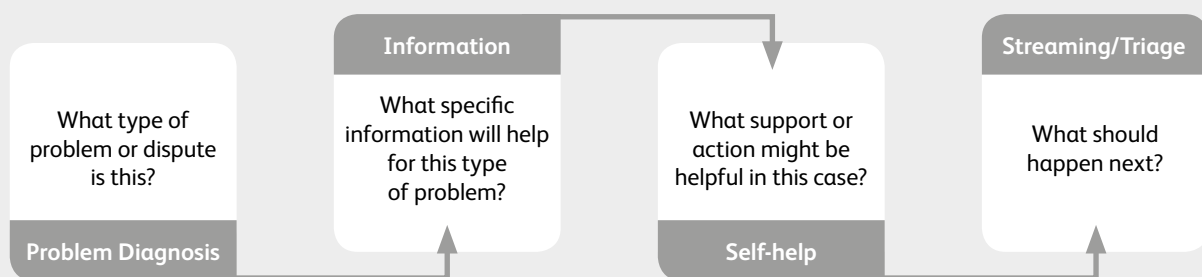 What type of
problem or dispute
is this?
Problem Diagnosis
Information
What specific
information will help
for this type
of problem?
What support or
action might be
helpful in this case?
Self-help
Streaming/Triage
What should
happen next?